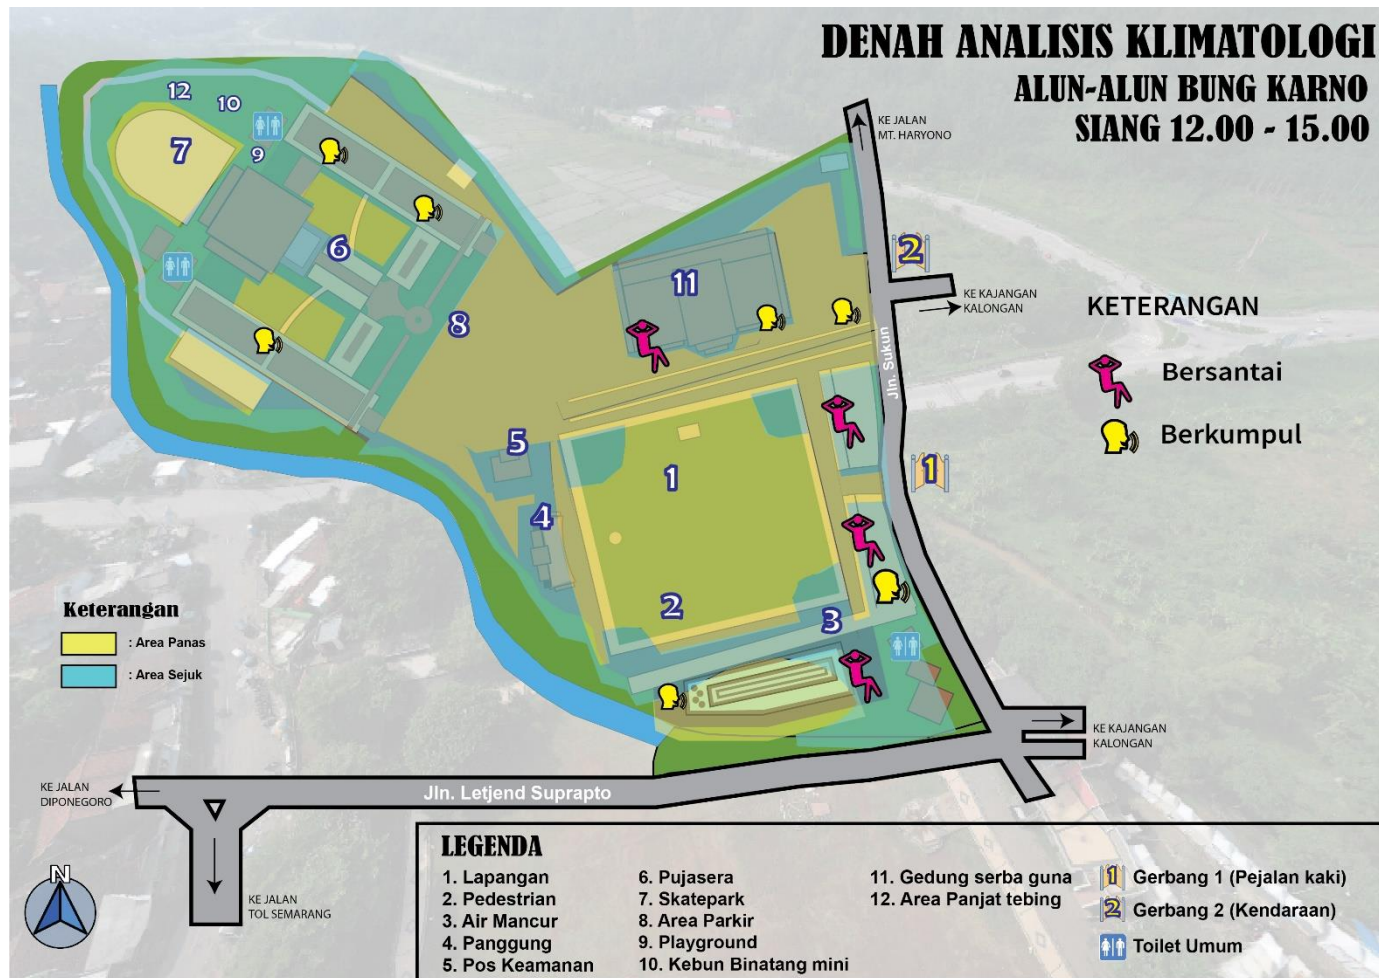 DENAH ANALISIS KLIMATOLOGI
ALUN-ALUN BUNG KARNO
SIANG 12.00 - 15.00
KE JALAN
MT. HARYONO
12
10
7
9
6
8
11
2
KE KAJANGAN
KALONGAN
Jln. Sukun
5
1
4
1
2
3
KETERANGAN
Bersantai
Berkumpul
Keterangan
: Area Panas
: Area Sejuk
KE KAJANGAN
KALONGAN
KE JALAN
DIPONEGORO
Jln. Letjend Suprapto
KE JALAN
TOL SEMARANG
N
LEGENDA
1. Lapangan
2. Pedestrian
3. Air Mancur
4. Panggung
5. Pos Keamanan
6. Pujasera
7. Skatepark
8. Area Parkir
9. Playground
10. Kebun Binatang mini
11. Gedung serba guna
12. Area Panjat tebing
1 Gerbang 1 (Pejalan kaki)
2 Gerbang 2 (Kendaraan)
Toilet Umum